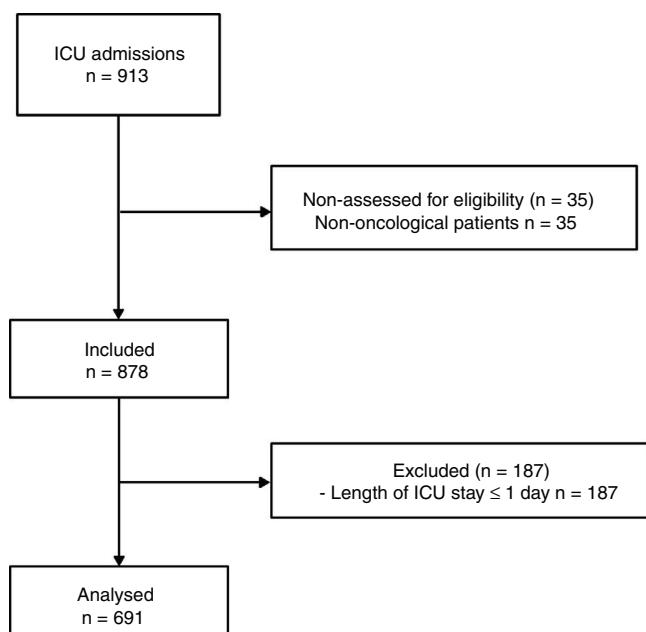 ICU admissions
n = 913
Non-assessed for eligibility (n = 35)
Non-oncological patients n = 35
Included
n = 878
Excluded (n = 187)
- Length of ICU stay ≤ 1 day n = 187
Analysed
n = 691